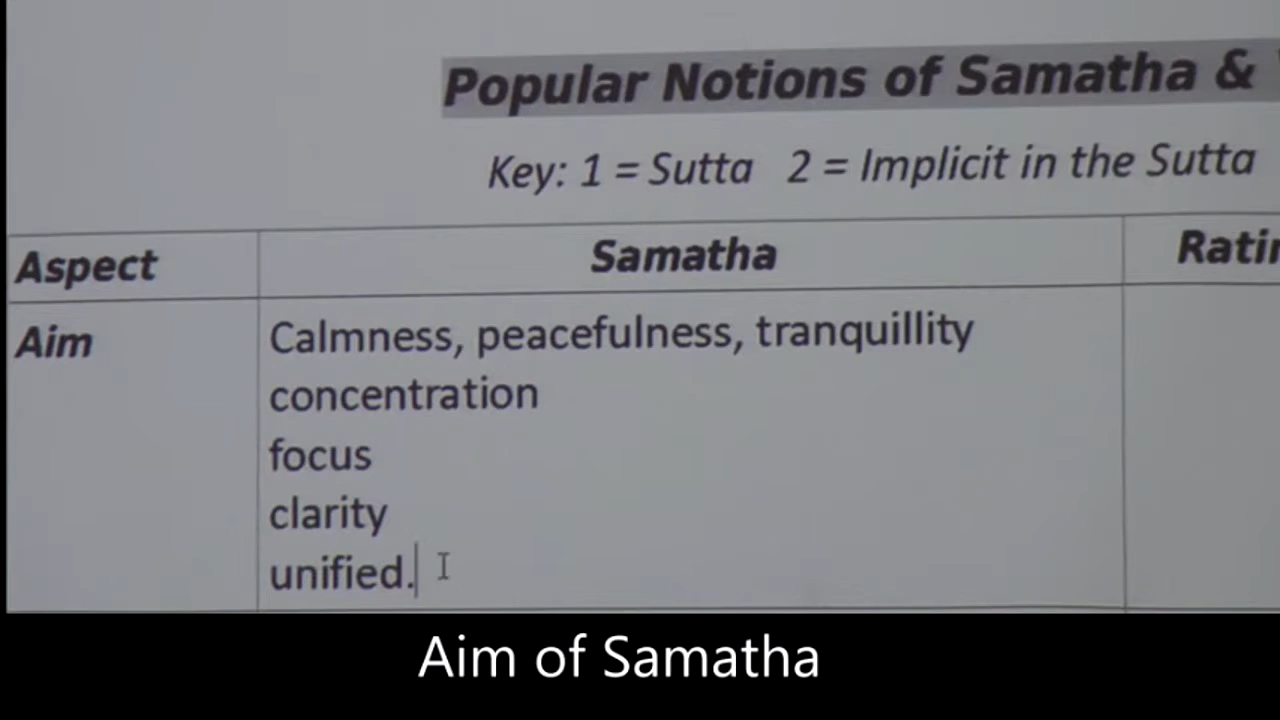 Popular Notions of Samatha &
Key: 1 = Sutta 2 = Implicit in the Sutta
Aspect Samatha
Aim Calmness, peacefulness, tranquillity
concentration
focus
clarity
unified.
Aim of Samatha